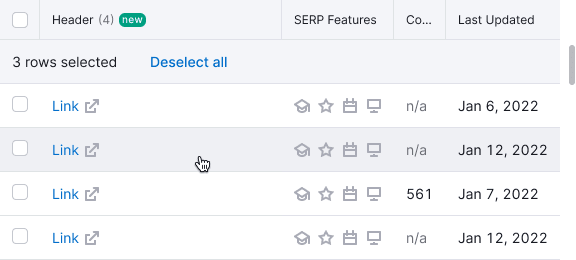 Header (4) new SERP Features Co... Last Updated
3 rows selected Deselect all
Link n/a Jan 6, 2022
Link n/a Jan 12, 2022
Link 561 Jan 7, 2022
Link n/a Jan 12, 2022